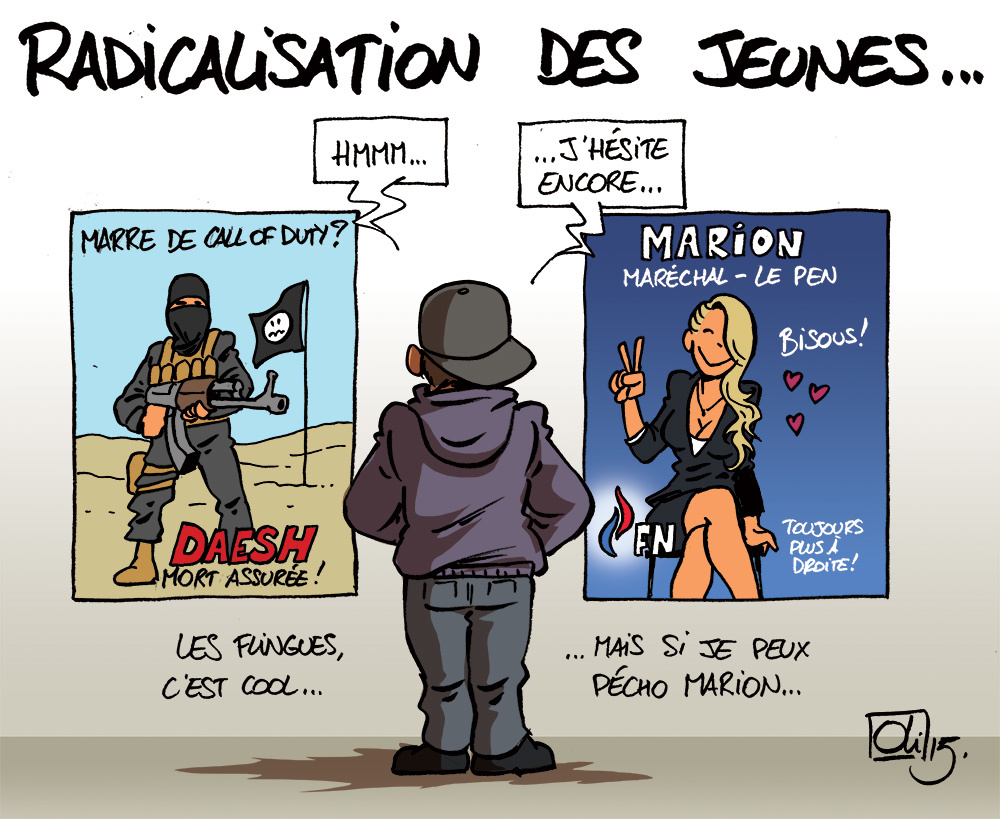 RADICALISATION DES JEUNES...
HMMM...
...J'HÉSITE
ENCORE...
MARRE DE CALL OF DUTY?
DAESH
MORT ASSURÉE!
MARION
MARÉCHAL - LE PEN
BISOUS!
FN
TOUJOURS
PLUS À
DROITE!
LES FLINGUES,
C'EST COOL...
...MAIS SI JE PEUX
PÉCHO MARION...
Oli/15.